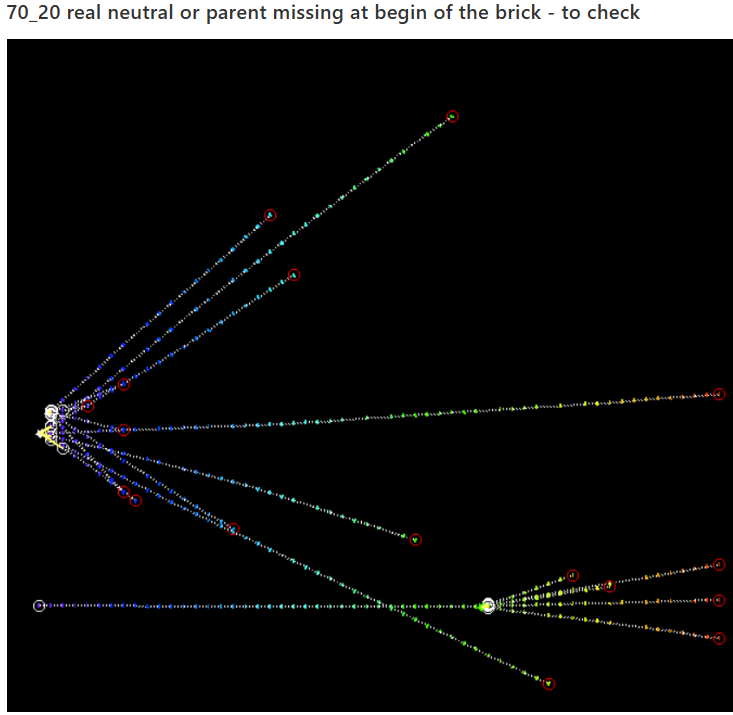 70_20 real neutral or parent missing at begin of the brick - to check